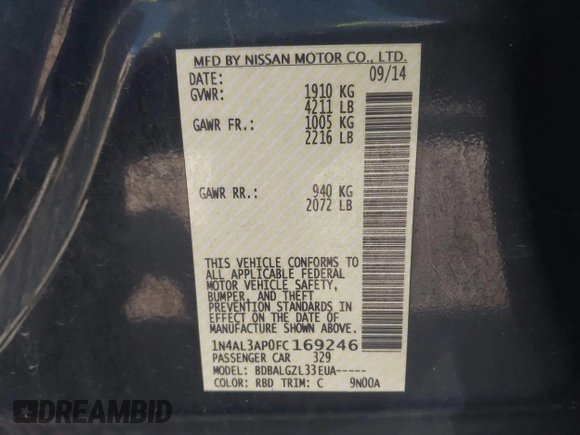 MFD BY NISSAN MOTOR CO., LTD.
DATE: 09/14
GVWR: 1910 KG
4211 LB
GAWR FR.: 1005 KG
2216 LB
GAWR RR.: 940 KG
2072 LB
THIS VEHICLE CONFORMS TO
ALL APPLICABLE FEDERAL
MOTOR VEHICLE SAFETY,
BUMPER, AND THEFT
PREVENTION STANDARDS IN
EFFECT ON THE DATE OF
MANUFACTURE SHOWN ABOVE.
1N4AL3AP0FC169246
PASSENGER CAR 329
MODEL: BDBALGZL33EUA-----
COLOR: RBD TRIM: C 9N00A
DREAMBID